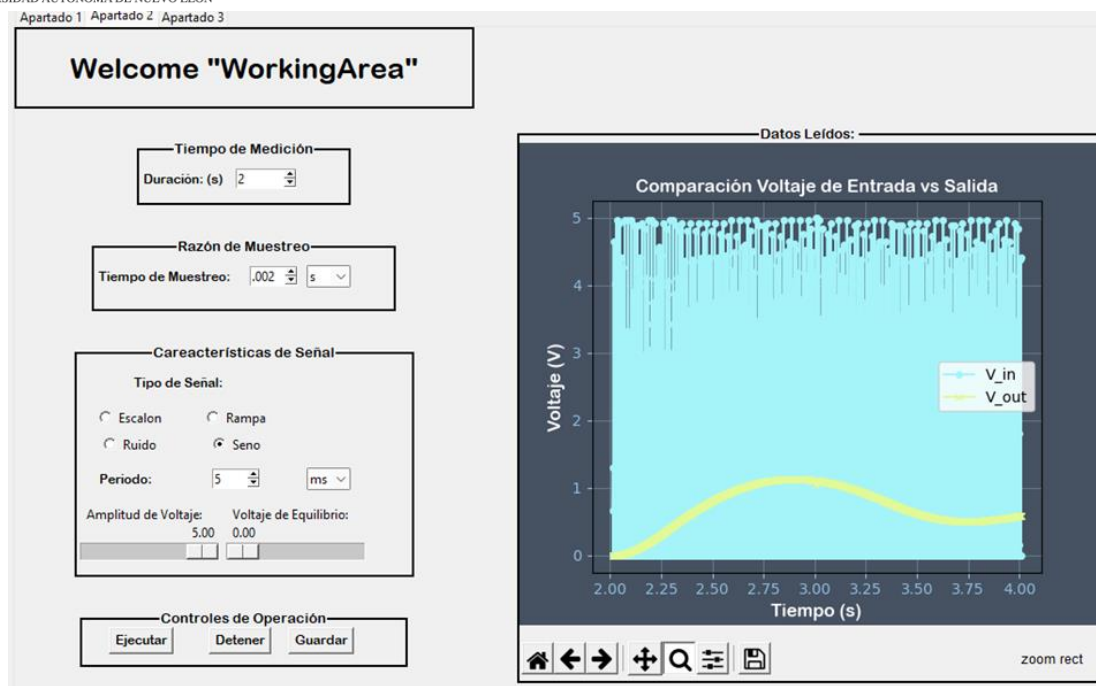 Apartado 1 Apartado 2 Apartado 3
Welcome "WorkingArea"
Tiempo de Medición
Duración: (s) 2
Razón de Muestreo
Tiempo de Muestreo: .002 s
Careacterísticas de Señal
Tipo de Señal:
Escalon Rampa
Ruido Seno
Periodo: 5 ms
Amplitud de Voltaje: Voltaje de Equilibrio:
5.00 0.00
Controles de Operación
Ejecutar Detener Guardar
Datos Leídos:
Comparación Voltaje de Entrada vs Salida
Voltaje (V)
5
4
3
2
1
0
V_in
V_out
2.00 2.25 2.50 2.75 3.00 3.25 3.50 3.75 4.00
Tiempo (s)
zoom rect